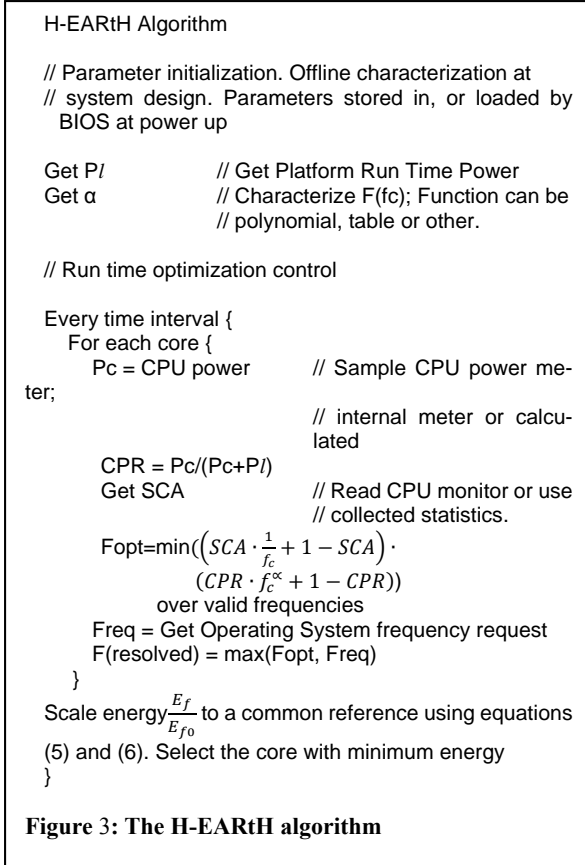 H-EARtH Algorithm
// Parameter initialization. Offline characterization at
// system design. Parameters stored in, or loaded by
BIOS at power up
Get Pl // Get Platform Run Time Power
Get α // Characterize F(fc); Function can be
// polynomial, table or other.
// Run time optimization control
Every time interval {
For each core {
Pc = CPU power // Sample CPU power me-
ter;
// internal meter or calcu-
lated
CPR = Pc/(Pc+Pl)
Get SCA // Read CPU monitor or use
// collected statistics.
Fopt=min((SCA · 1/f_c + 1 − SCA) ·
(CPR · f_c^∝ + 1 − CPR))
over valid frequencies
Freq = Get Operating System frequency request
F(resolved) = max(Fopt, Freq)
}
Scale energy E_f/E_f0 to a common reference using equations
(5) and (6). Select the core with minimum energy
}
Figure 3: The H-EARtH algorithm